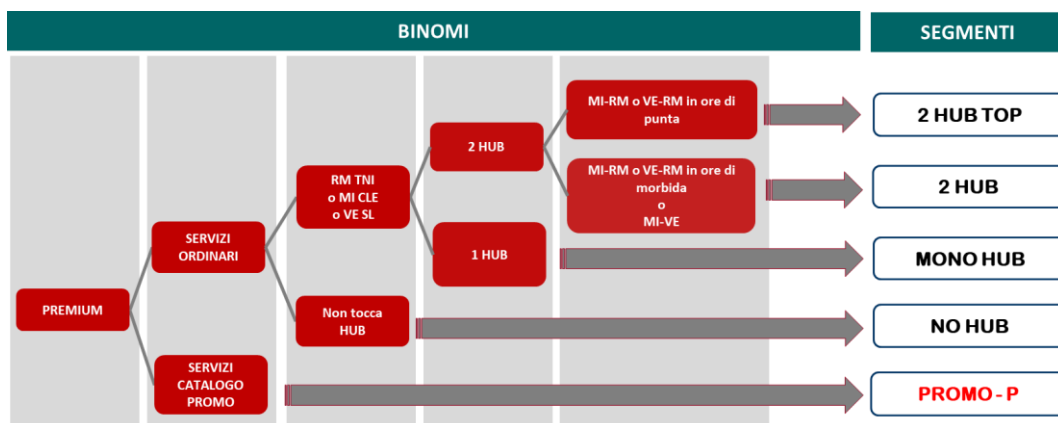 BINOMI
SEGMENTI
PREMIUM
SERVIZI
ORDINARI
SERVIZI
CATALOGO
PROMO
RM TNI
o MI CLE
o VE SL
Non tocca
HUB
2 HUB
1 HUB
MI-RM o VE-RM in ore di
punta
MI-RM o VE-RM in ore di
morbida
o
MI-VE
2 HUB TOP
2 HUB
MONO HUB
NO HUB
PROMO - P